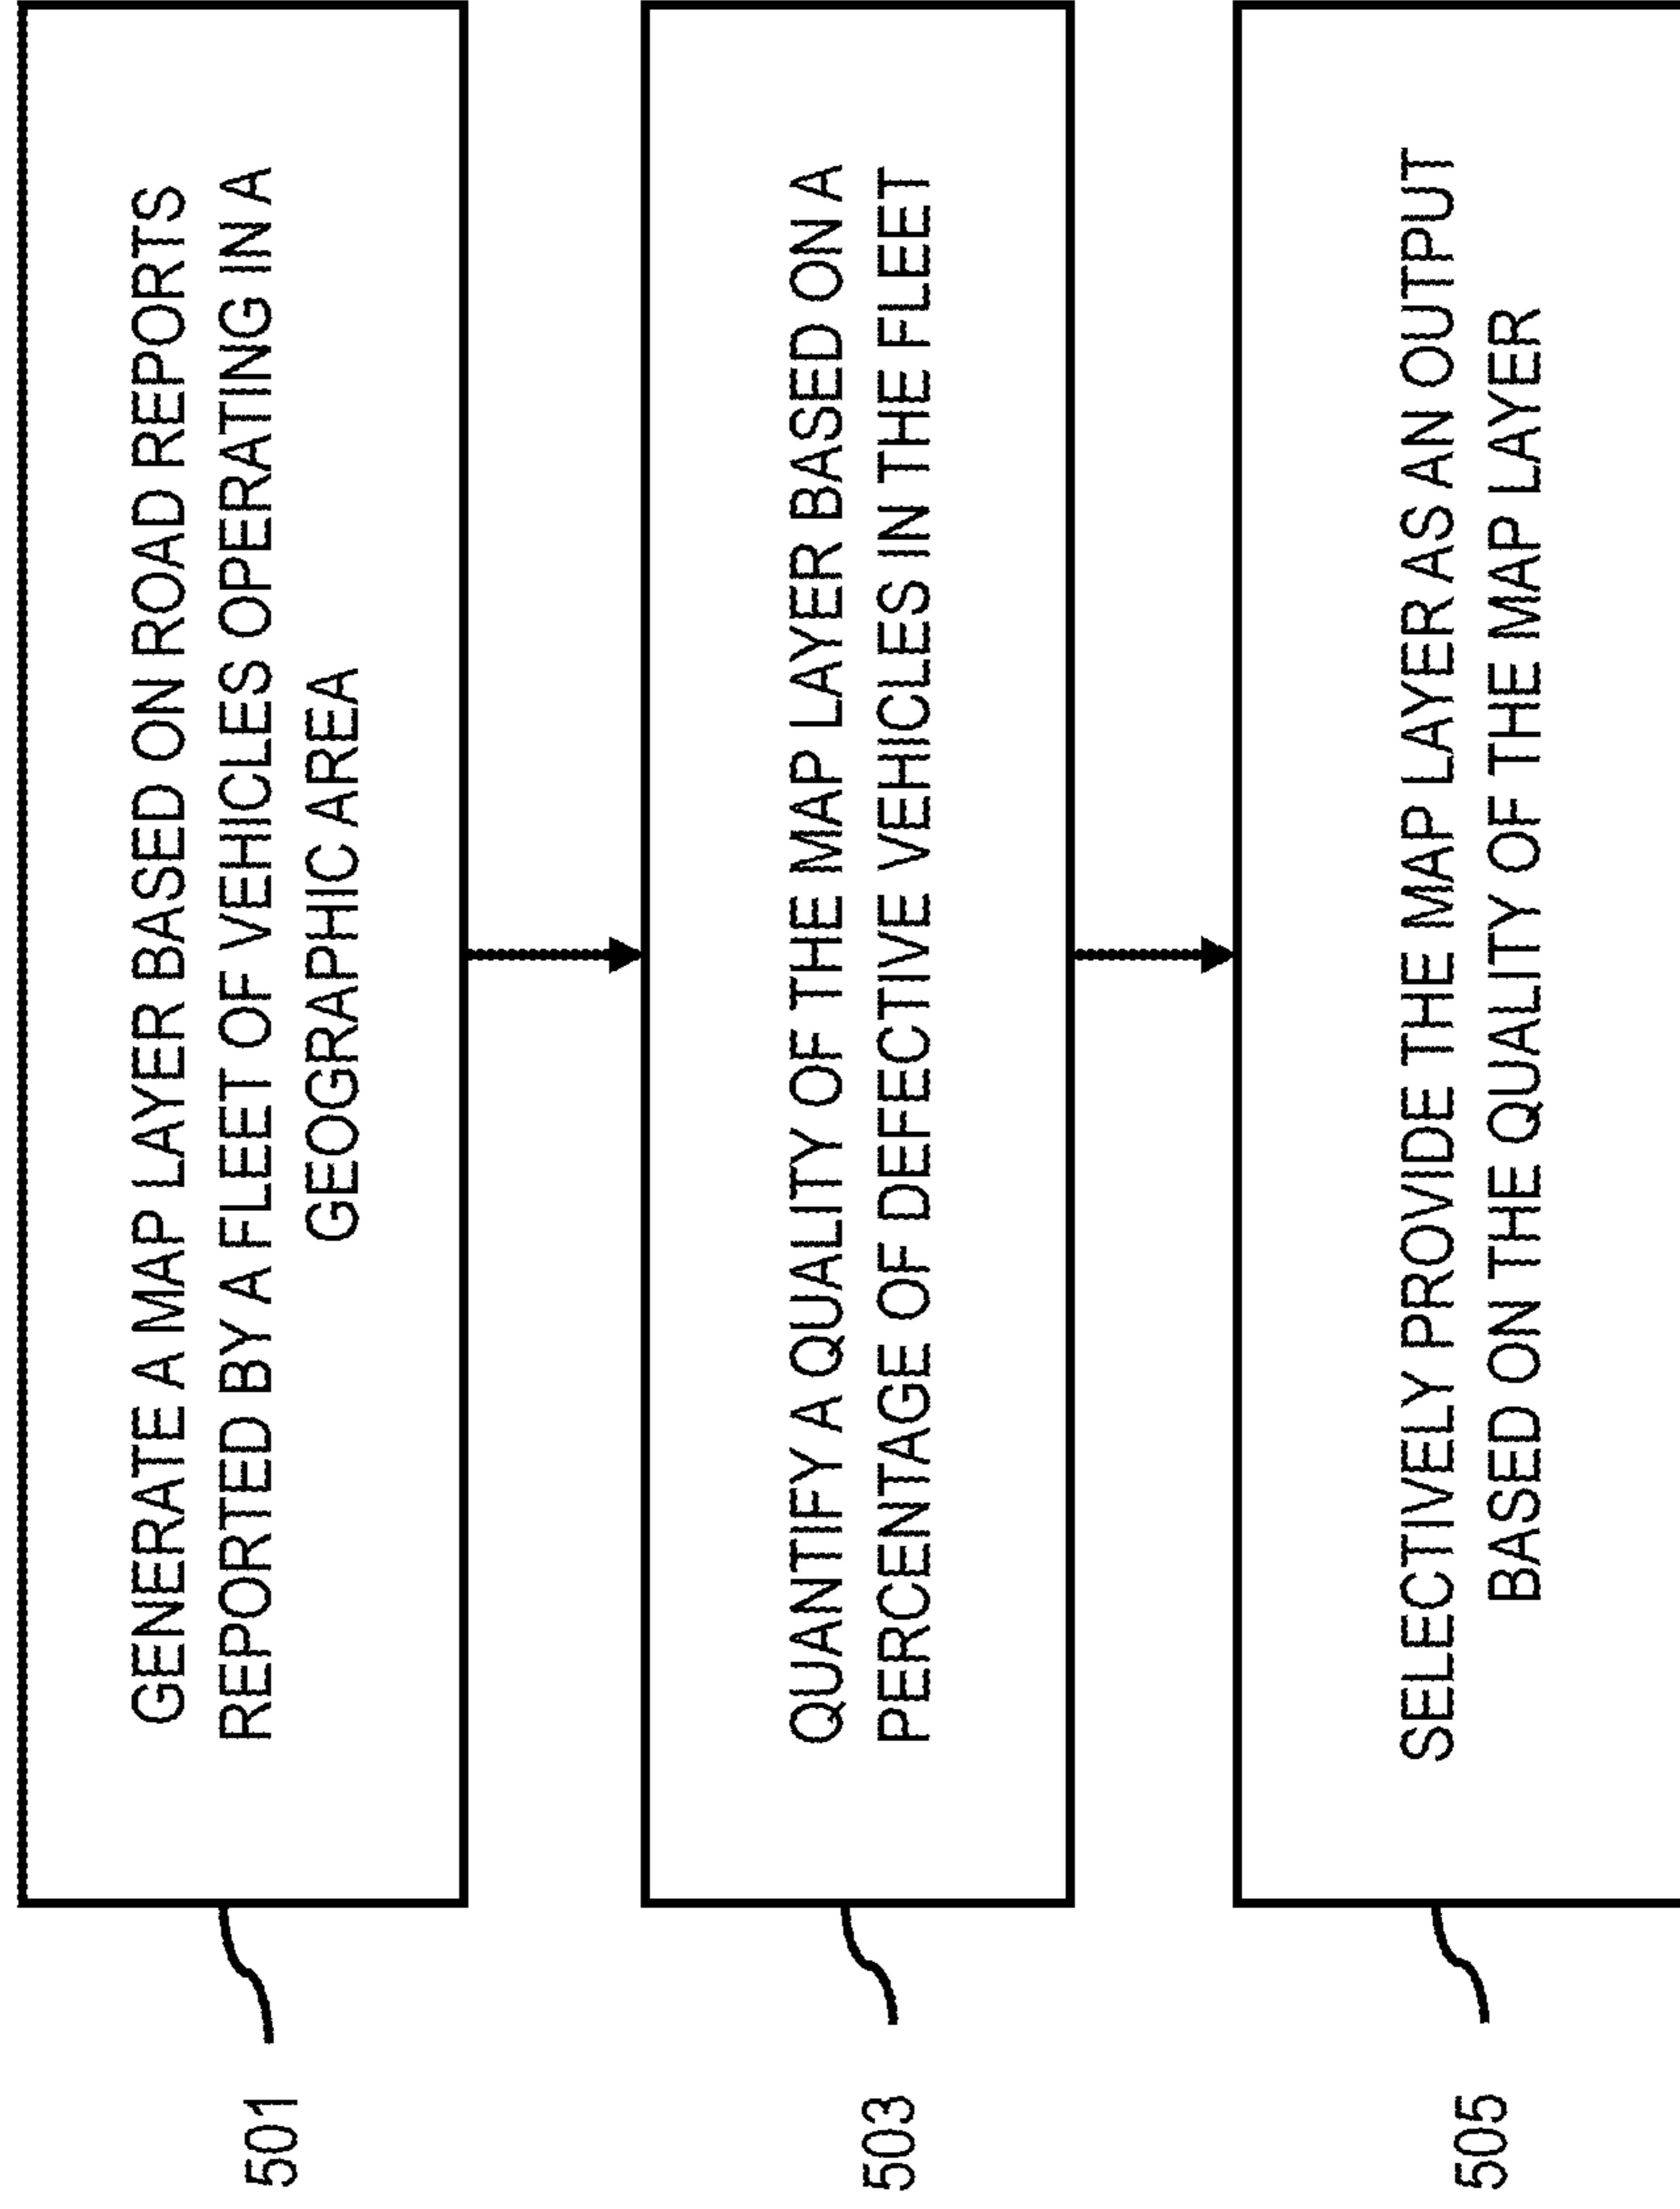 501
GENERATE A MAP LAYER BASED ON ROAD REPORTS
REPORTED BY A FLEET OF VEHICLES OPERATING IN A
GEOGRAPHIC AREA
503
QUANTIFY A QUALITY OF THE MAP LAYER BASED ON A
PERCENTAGE OF DEFECTIVE VEHICLES IN THE FLEET
505
SELECTIVELY PROVIDE THE MAP LAYER AS AN OUTPUT
BASED ON THE QUALITY OF THE MAP LAYER